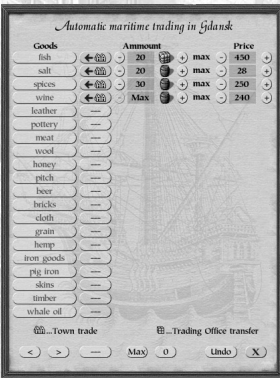 Automatic maritime trading in Gdansk
Goods Ammount Price
fish - 20 + max - 450 +
salt - 20 + max - 28 +
spices - 30 + max - 250 +
wine - Max + max - 240 +
leather ----
pottery ----
meat ----
wool ----
honey ----
pitch ----
beer ----
bricks ----
cloth ----
grain ----
hemp ----
iron goods ----
pig iron ----
skins ----
timber ----
whale oil ----
...Town trade ...Trading Office transfer
< > ---- Max 0 Undo X